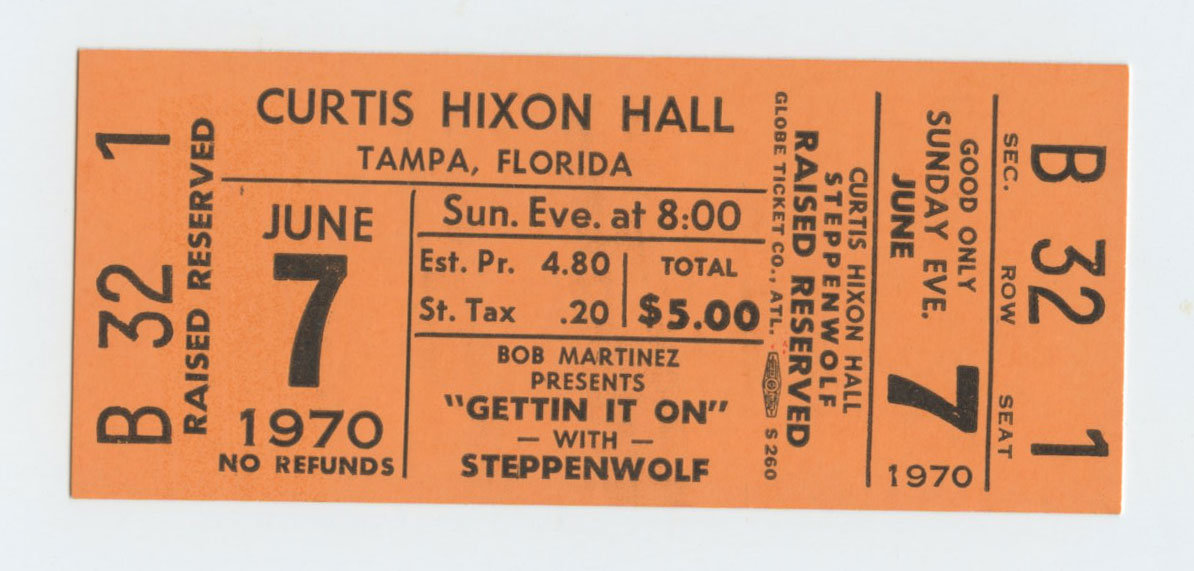 B 32 1
RAISED RESERVED
CURTIS HIXON HALL
TAMPA, FLORIDA
JUNE
7
1970
NO REFUNDS
Sun. Eve. at 8:00
Est. Pr. 4.80
St. Tax .20
TOTAL
$5.00
BOB MARTINEZ
PRESENTS
"GETTIN IT ON"
— WITH —
STEPPENWOLF
GLOBE TICKET CO., ATL. S260
RAISED RESERVED
STEPPENWOLF
CURTIS HIXON HALL
GOOD ONLY
SUNDAY EVE.
JUNE
7
1970
SEC. ROW SEAT
B 32 1